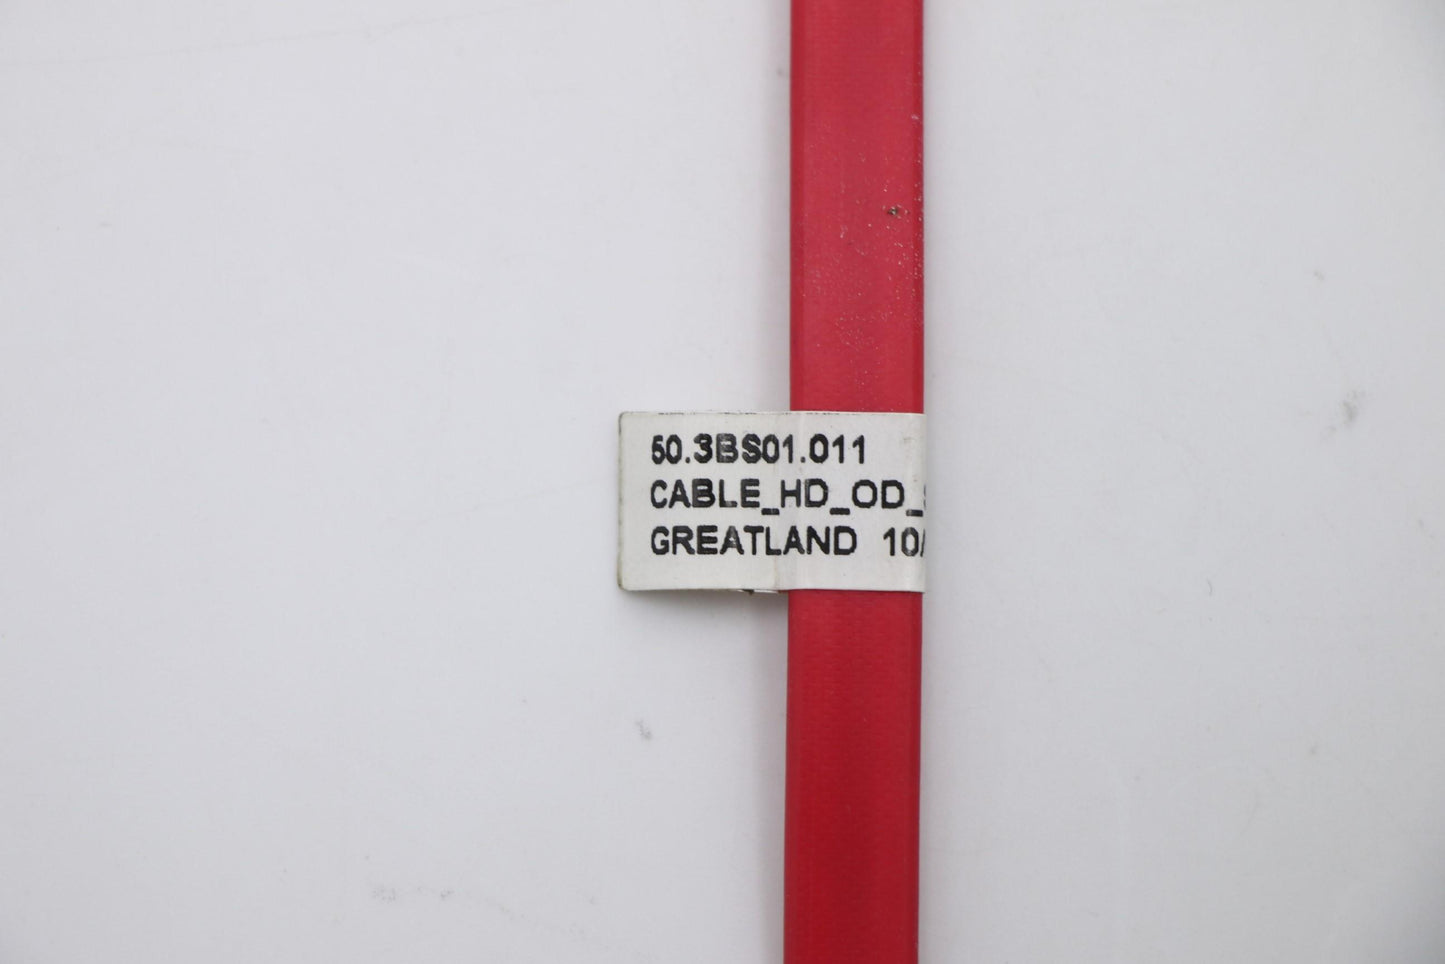 50.3BS01.011
CABLE_HD_OD_
GREATLAND 10/